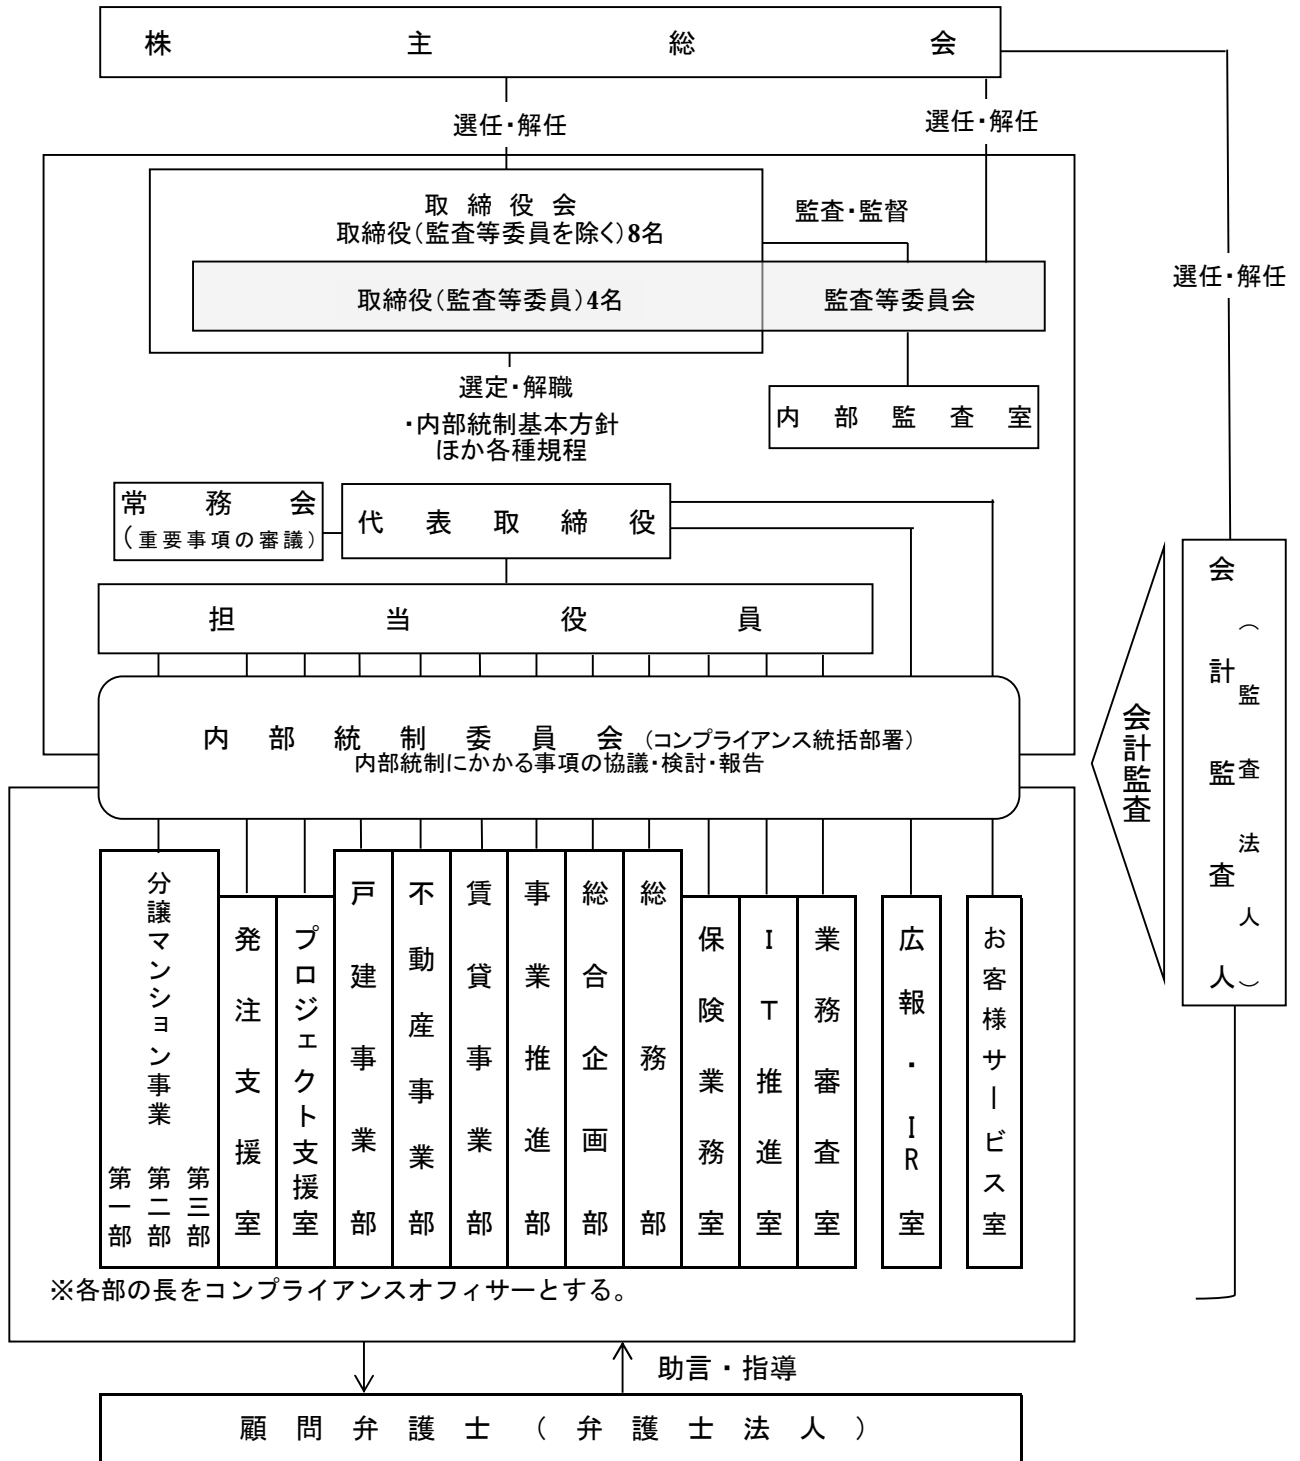 株主総会
選任・解任
選任・解任
選任・解任
取締役会
取締役(監査等委員を除く)8名
監査・監督
取締役(監査等委員)4名
監査等委員会
選定・解職
・内部統制基本方針
ほか各種規程
内部監査室
常務会
(重要事項の審議)
代表取締役
担当役員
内部統制委員会(コンプライアンス統括部署)
内部統制にかかる事項の協議・検討・報告
会計監査
会計監査人
(監査法人)
分譲マンション事業
第一部
第二部
第三部
発注支援室
プロジェクト支援室
戸建事業部
不動産事業部
賃貸事業部
事業推進部
総合企画部
総務部
保険業務室
IT推進室
業務審査室
広報・IR室
お客様サービス室
※各部の長をコンプライアンスオフィサーとする。
助言・指導
顧問弁護士(弁護士法人)